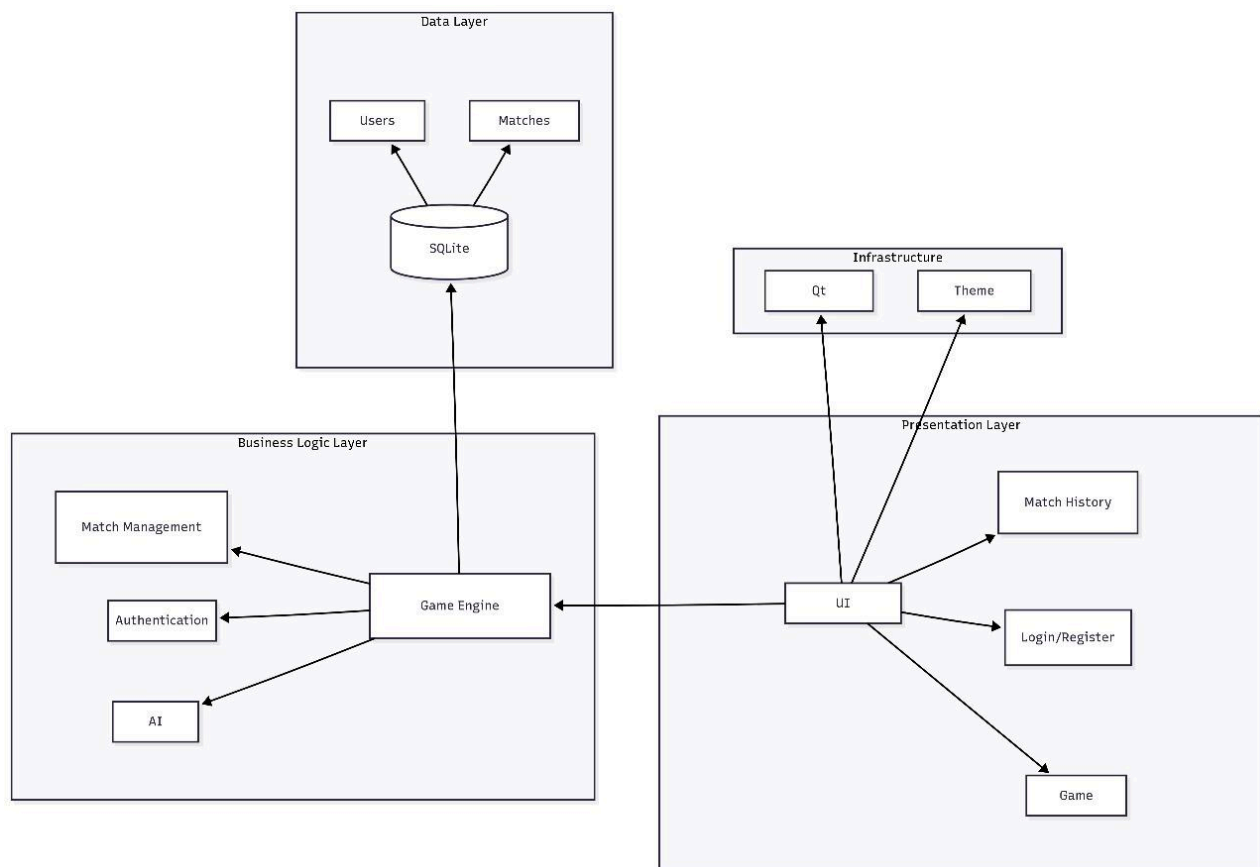 Data Layer
Users
Matches
SQLite
Infrastructure
Qt
Theme
Business Logic Layer
Match Management
Game Engine
Authentication
AI
Presentation Layer
Match History
UI
Login/Register
Game